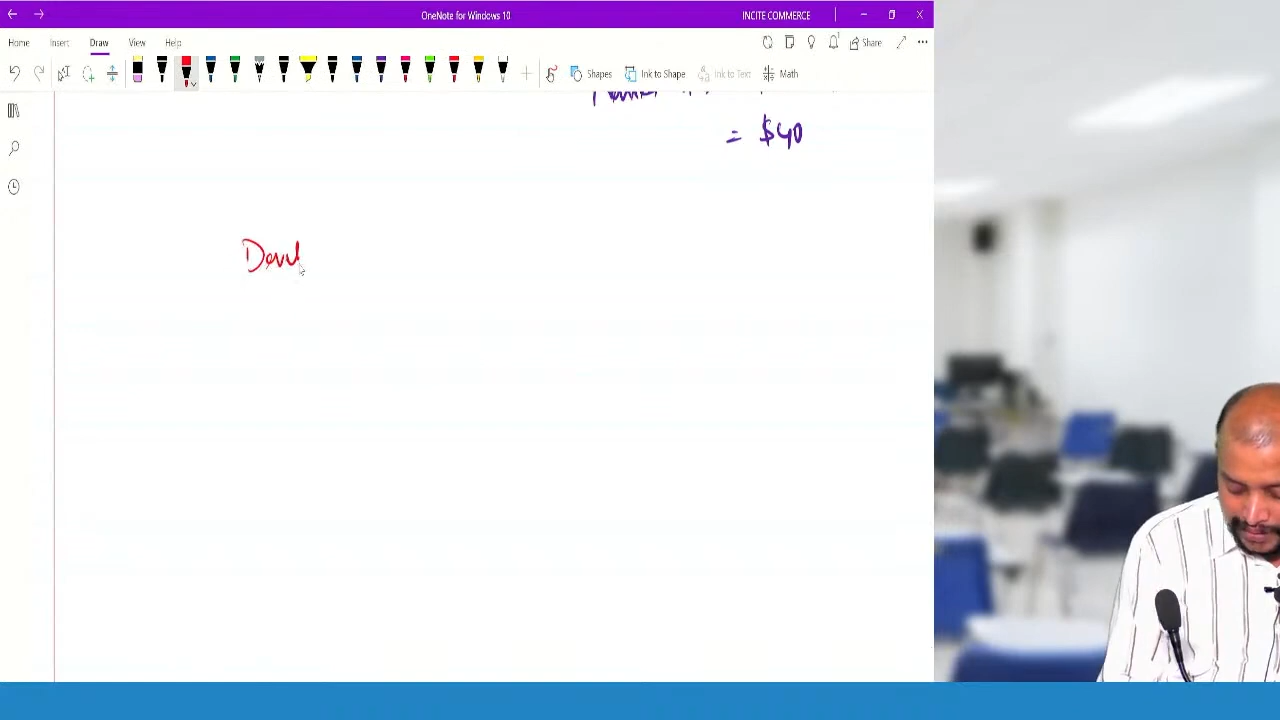 OneNote for Windows 10
INCITE COMMERCE
Home Insert Draw View Help
Share
Shapes
Ink to Shape
Ink to Text
Math
= $40